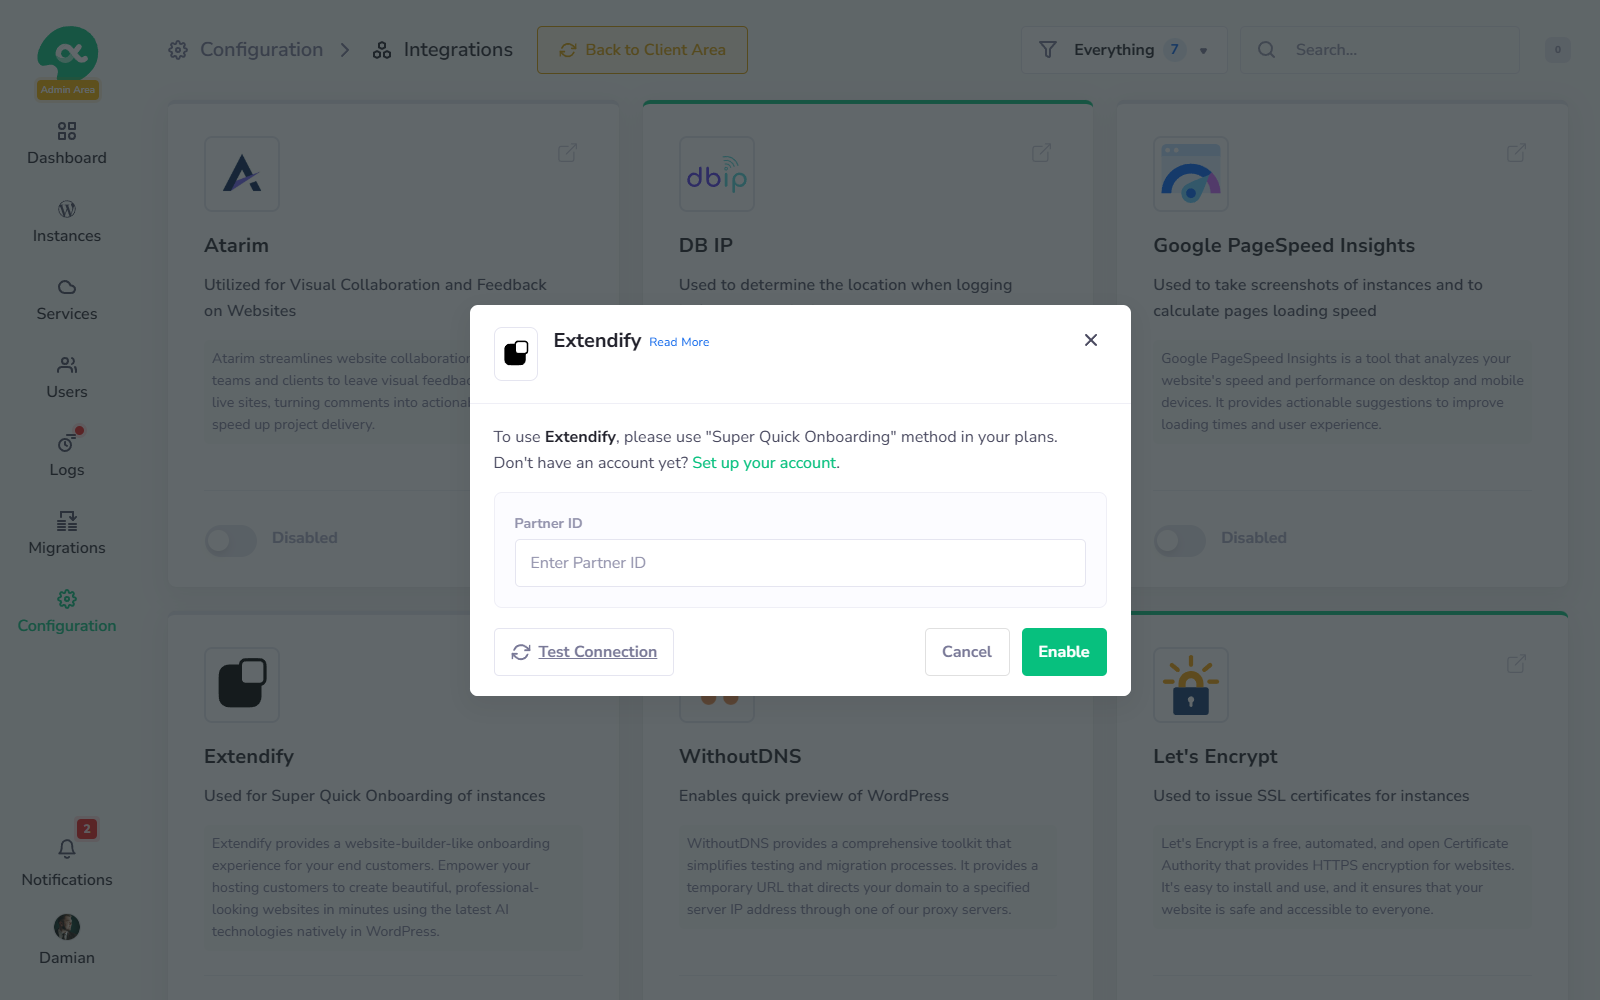 Admin Area
Dashboard
Instances
Services
Users
Logs
Migrations
Configuration
2
Notifications
Damian
Configuration
Integrations
Back to Client Area
Everything 7
Search...
0
Atarim
Utilized for Visual Collaboration and Feedback
on Websites
Atarim streamlines website collaboration
teams and clients to leave visual feedback
live sites, turning comments into actionable
speed up project delivery.
Disabled
dbip
DB IP
Used to determine the location when logging
Google PageSpeed Insights
Used to take screenshots of instances and to
calculate pages loading speed
Google PageSpeed Insights is a tool that analyzes your
website's speed and performance on desktop and mobile
devices. It provides actionable suggestions to improve
loading times and user experience.
Disabled
Extendify Read More
To use Extendify, please use "Super Quick Onboarding" method in your plans.
Don't have an account yet? Set up your account.
Partner ID
Enter Partner ID
Test Connection
Cancel
Enable
Extendify
Used for Super Quick Onboarding of instances
Extendify provides a website-builder-like onboarding
experience for your end customers. Empower your
hosting customers to create beautiful, professional-
looking websites in minutes using the latest AI
technologies natively in WordPress.
WithoutDNS
Enables quick preview of WordPress
WithoutDNS provides a comprehensive toolkit that
simplifies testing and migration processes. It provides a
temporary URL that directs your domain to a specified
server IP address through one of our proxy servers.
Let's Encrypt
Used to issue SSL certificates for instances
Let's Encrypt is a free, automated, and open Certificate
Authority that provides HTTPS encryption for websites.
It's easy to install and use, and it ensures that your
website is safe and accessible to everyone.